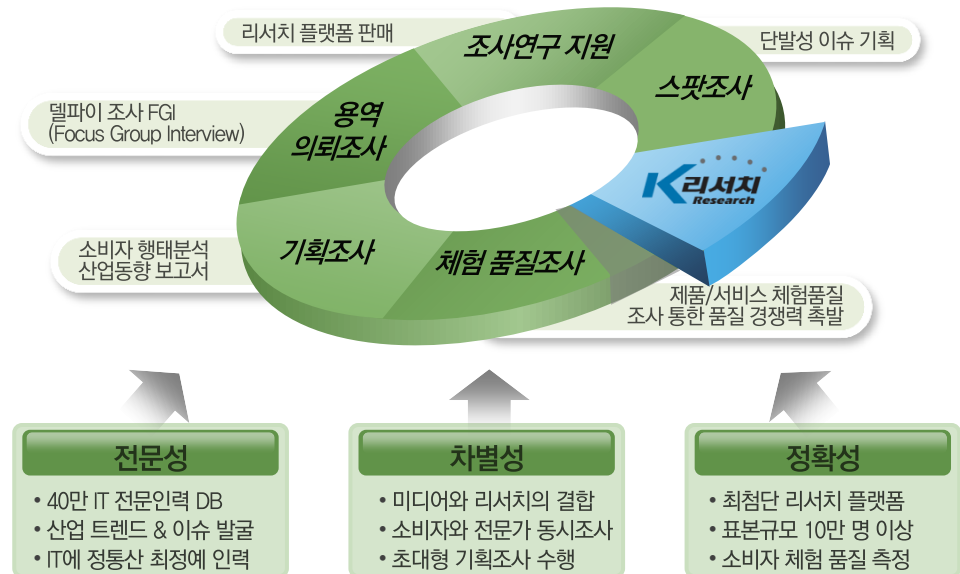 리서치 플랫폼 판매
조사연구 지원
단발성 이슈 기획
스팟조사
델파이 조사 FGI
(Focus Group Interview)
용역
의뢰조사
K리서치
Research
소비자 행태분석
산업동향 보고서
기획조사
체험 품질조사
제품/서비스 체험품질
조사 통한 품질 경쟁력 촉발
전문성
• 40만 IT 전문인력 DB
• 산업 트렌드 & 이슈 발굴
• IT에 정통산 최정예 인력
차별성
• 미디어와 리서치의 결합
• 소비자와 전문가 동시조사
• 초대형 기획조사 수행
정확성
• 최첨단 리서치 플랫폼
• 표본규모 10만 명 이상
• 소비자 체험 품질 측정